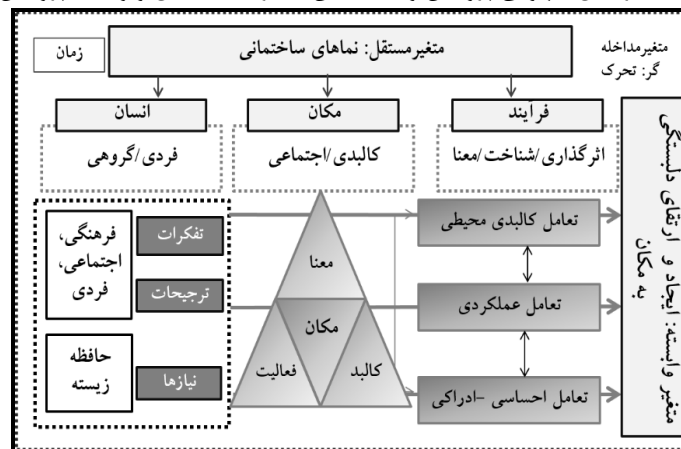 متغیرمداخله
گر: تحرک
متغیرمستقل: نماهای ساختمانی
زمان
فرآیند
مکان
انسان
اثرگذاری/شناخت/معنا
کالبدی/اجتماعی
فردی/گروهی
متغیر وابسته: ایجاد و ارتقای دلبستگی
به مکان
تعامل کالبدی محیطی
تعامل عملکردی
تعامل احساسی -ادراکی
معنا
مکان
کالبد
فعالیت
تفکرات
ترجیحات
نیازها
فرهنگی،
اجتماعی،
فردی
حافظه
زیسته